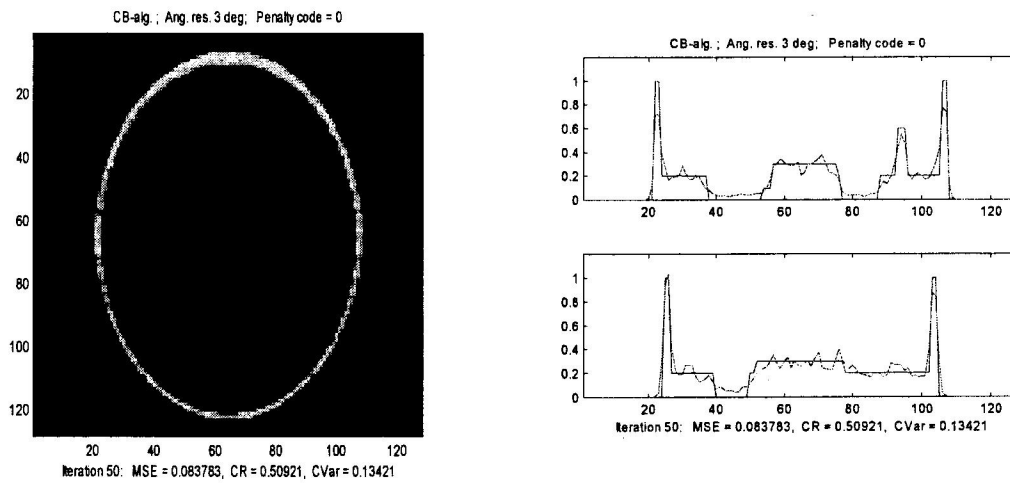 CB-alg. ; Ang. res. 3 deg; Penalty code = 0
20
40
60
80
100
120
20 40 60 80 100 120
Iteration 50: MSE = 0.083783, CR = 0.50921, CVar = 0.13421
CB-alg. ; Ang. res. 3 deg; Penalty code = 0
1
0.8
0.6
0.4
0.2
0
20 40 60 80 100 120
1
0.8
0.6
0.4
0.2
0
20 40 60 80 100 120
Iteration 50: MSE = 0.083783, CR = 0.50921, CVar = 0.13421